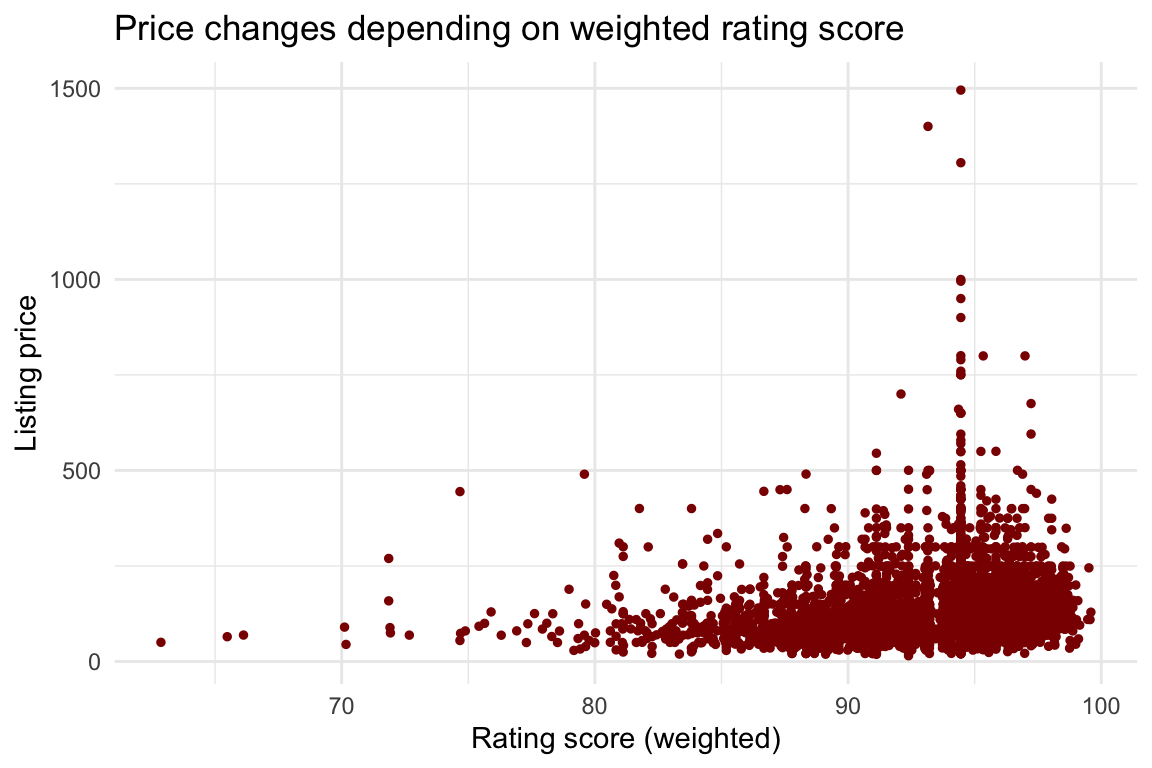 Price changes depending on weighted rating score
1500
1000
500
0
Listing price
70 80 90 100
Rating score (weighted)